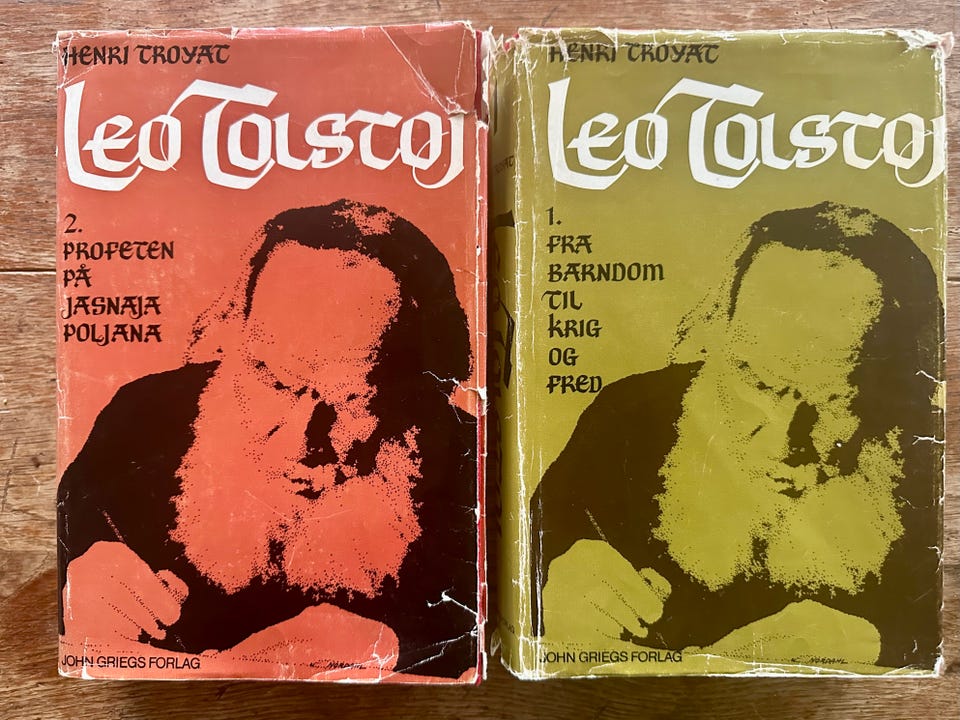 HENRI TROYAT
Leo Tolstoj
2.
PROFETEN
PÅ
JASNAJA
POLJANA
JOHN GRIEGS FORLAG
HENRI TROYAT
Leo Tolstoj
1.
FRA
BARNDOM
TIL
KRIG
OG
FRED
JOHN GRIEGS FORLAG